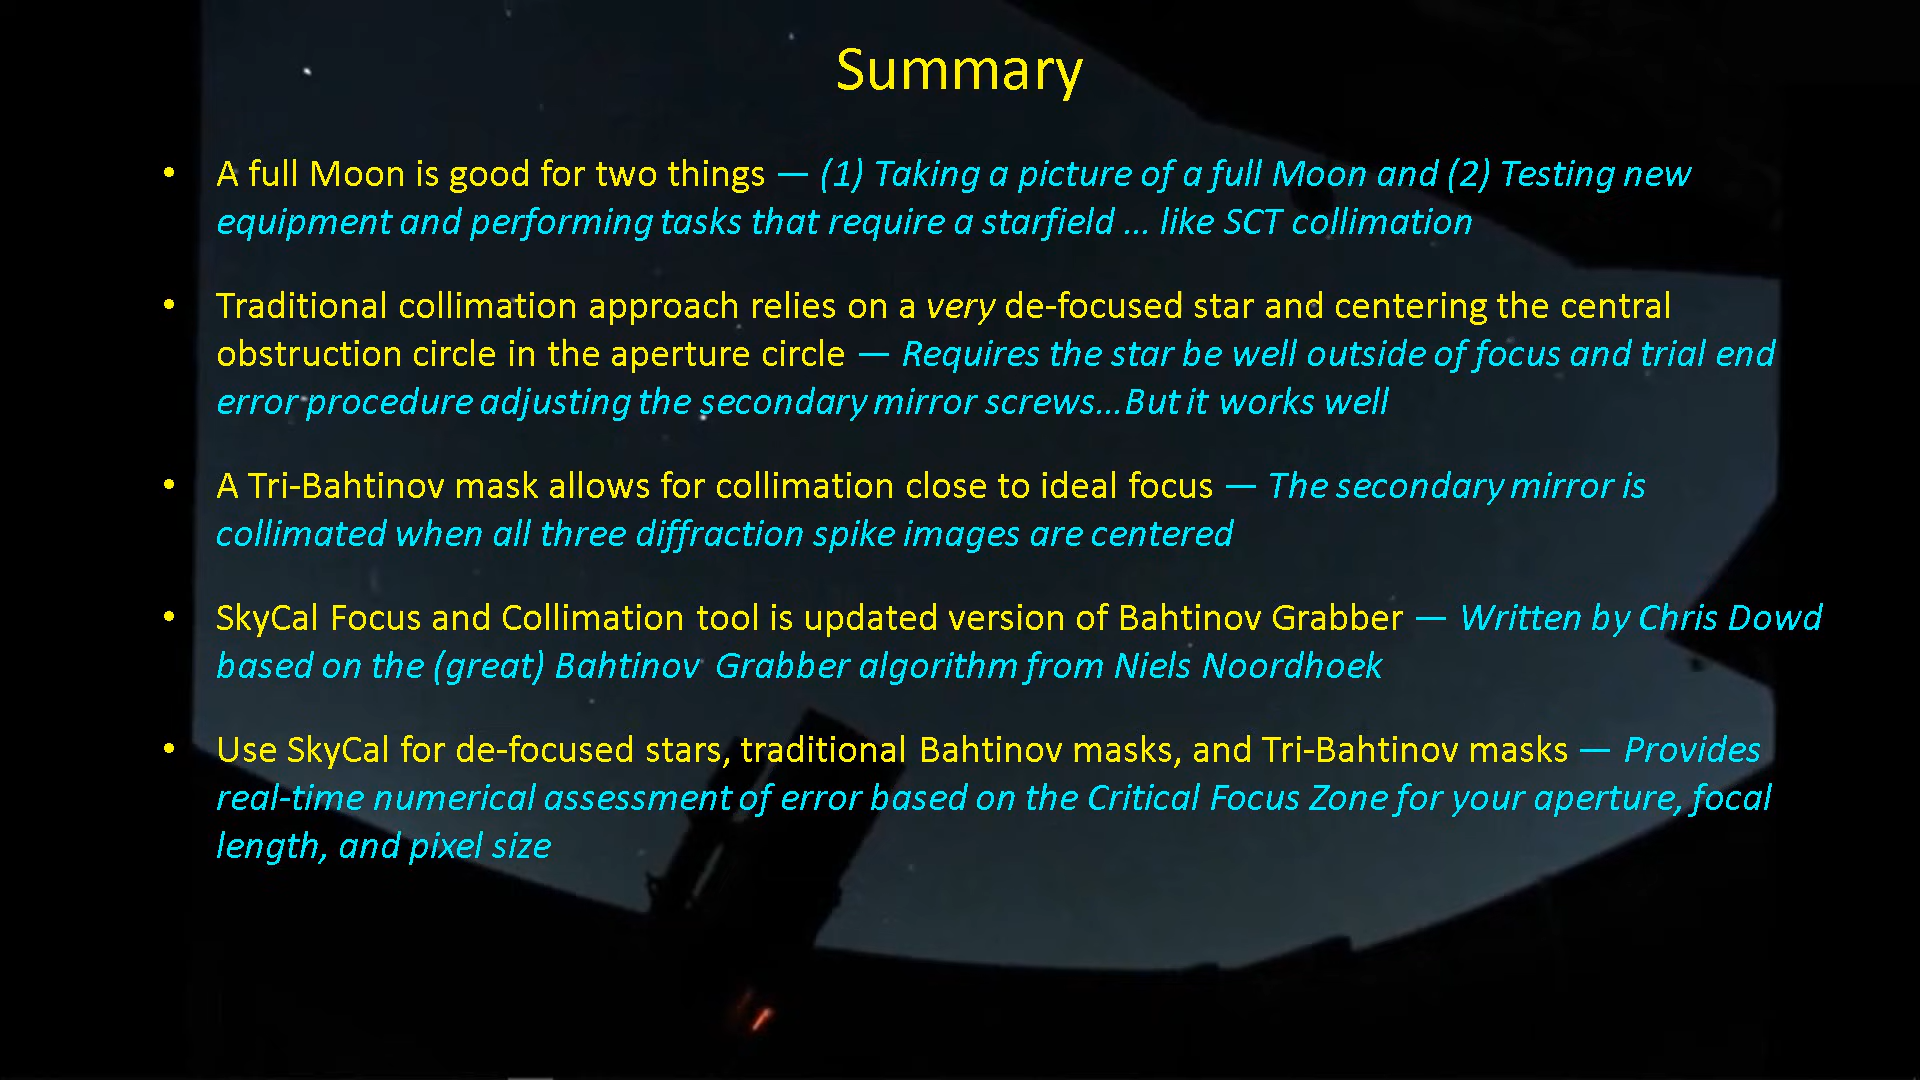 Summary
• A full Moon is good for two things — (1) Taking a picture of a full Moon and (2) Testing new
equipment and performing tasks that require a starfield ... like SCT collimation
• Traditional collimation approach relies on a very de-focused star and centering the central
obstruction circle in the aperture circle — Requires the star be well outside of focus and trial end
error procedure adjusting the secondary mirror screws...But it works well
• A Tri-Bahtinov mask allows for collimation close to ideal focus — The secondary mirror is
collimated when all three diffraction spike images are centered
• SkyCal Focus and Collimation tool is updated version of Bahtinov Grabber — Written by Chris Dowd
based on the (great) Bahtinov Grabber algorithm from Niels Noordhoek
• Use SkyCal for de-focused stars, traditional Bahtinov masks, and Tri-Bahtinov masks — Provides
real-time numerical assessment of error based on the Critical Focus Zone for your aperture, focal
length, and pixel size